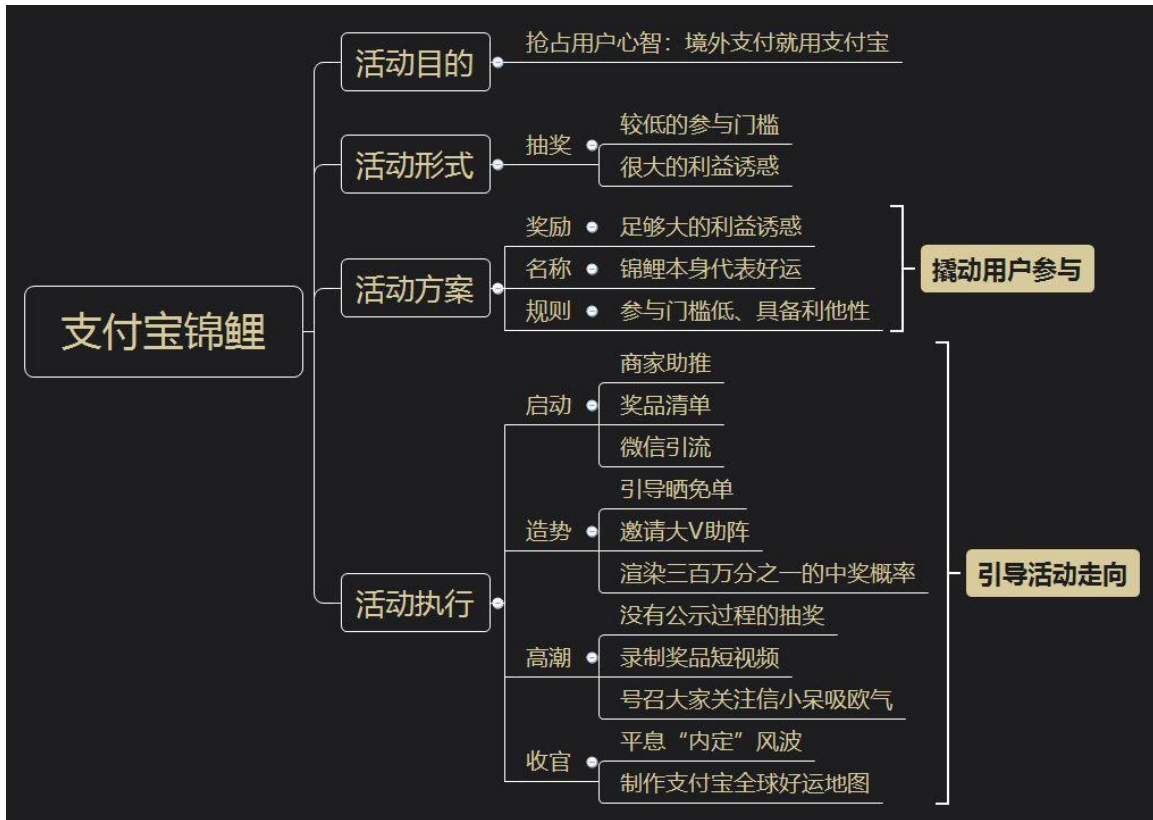 支付宝锦鲤
活动目的
抢占用户心智：境外支付就用支付宝
活动形式
抽奖
较低的参与门槛
很大的利益诱惑
活动方案
奖励
足够大的利益诱惑
名称
锦鲤本身代表好运
规则
参与门槛低、具备利他性
撬动用户参与
活动执行
启动
商家助推
奖品清单
微信引流
造势
引导晒免单
邀请大V助阵
渲染三百万分之一的中奖概率
高潮
没有公示过程的抽奖
录制奖品短视频
号召大家关注信小呆吸欧气
收官
平息“内定”风波
制作支付宝全球好运地图
引导活动走向